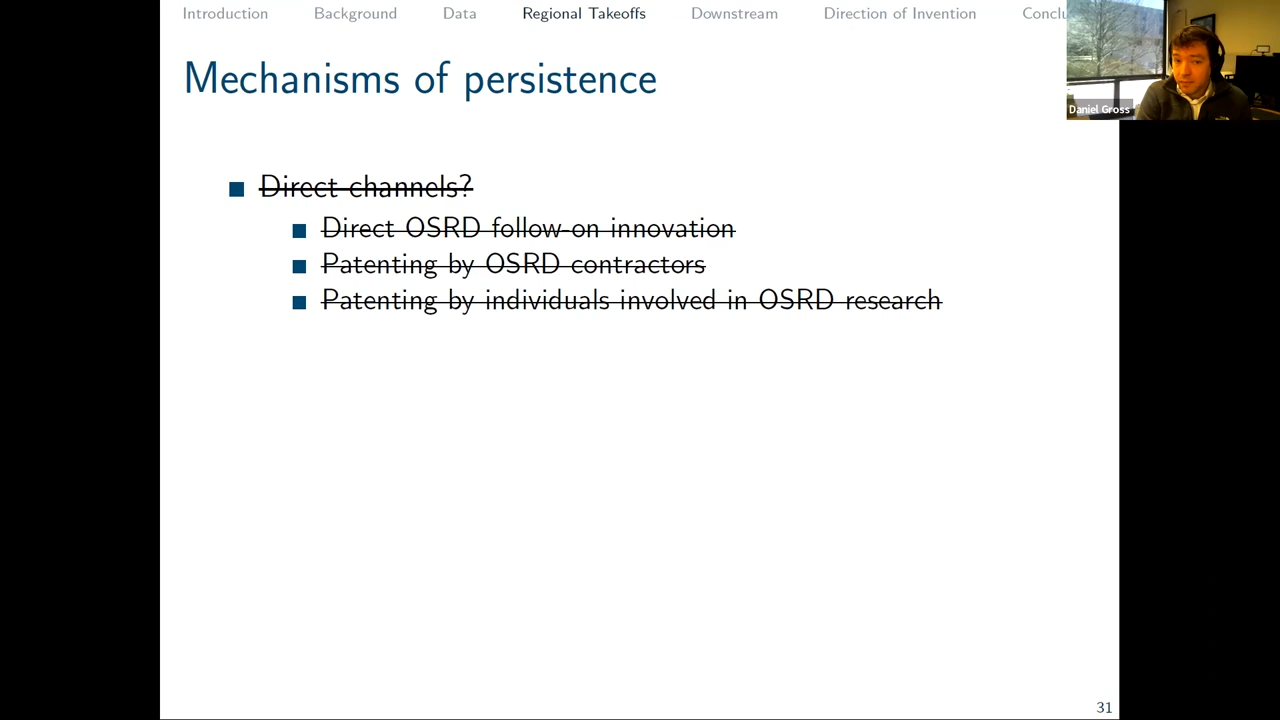 Introduction Background Data Regional Takeoffs Downstream Direction of Invention Conclu
Daniel Gross
Mechanisms of persistence
Direct channels?
Direct OSRD follow-on innovation
Patenting by OSRD contractors
Patenting by individuals involved in OSRD research
31